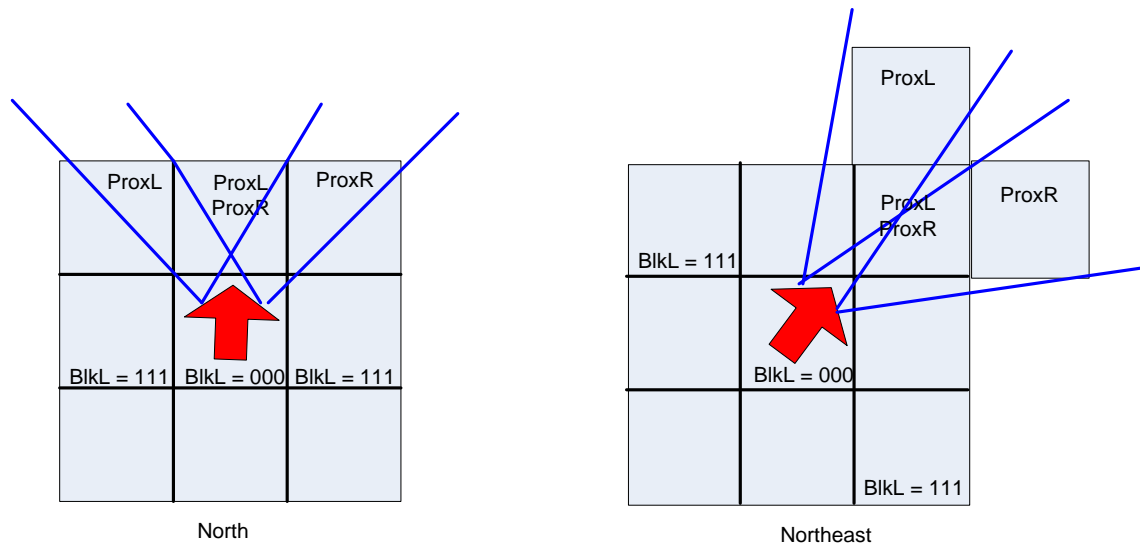 ProxL
ProxL
ProxR
ProxR
BlkL = 111
BlkL = 000
BlkL = 111
North
ProxL
ProxL
ProxR
ProxR
BlkL = 111
BlkL = 000
BlkL = 111
Northeast